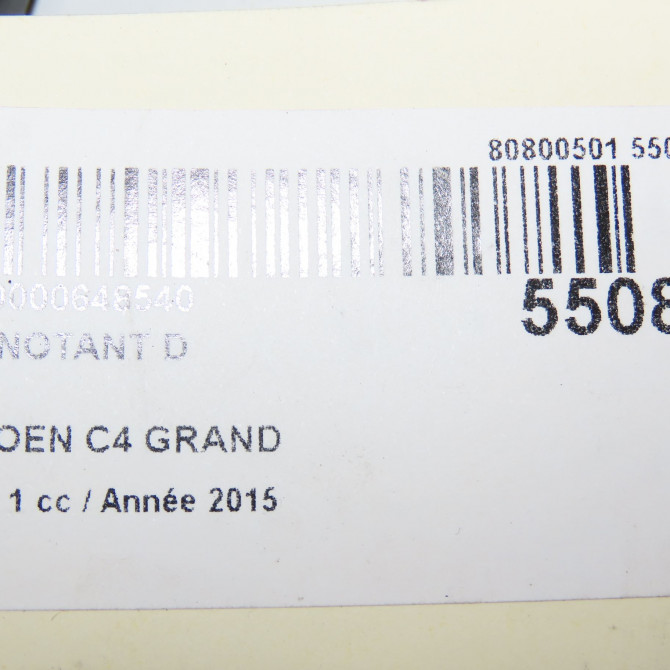 80800501 550
0000648540
5508
NOTANT D
OEN C4 GRAND
1 cc / Année 2015